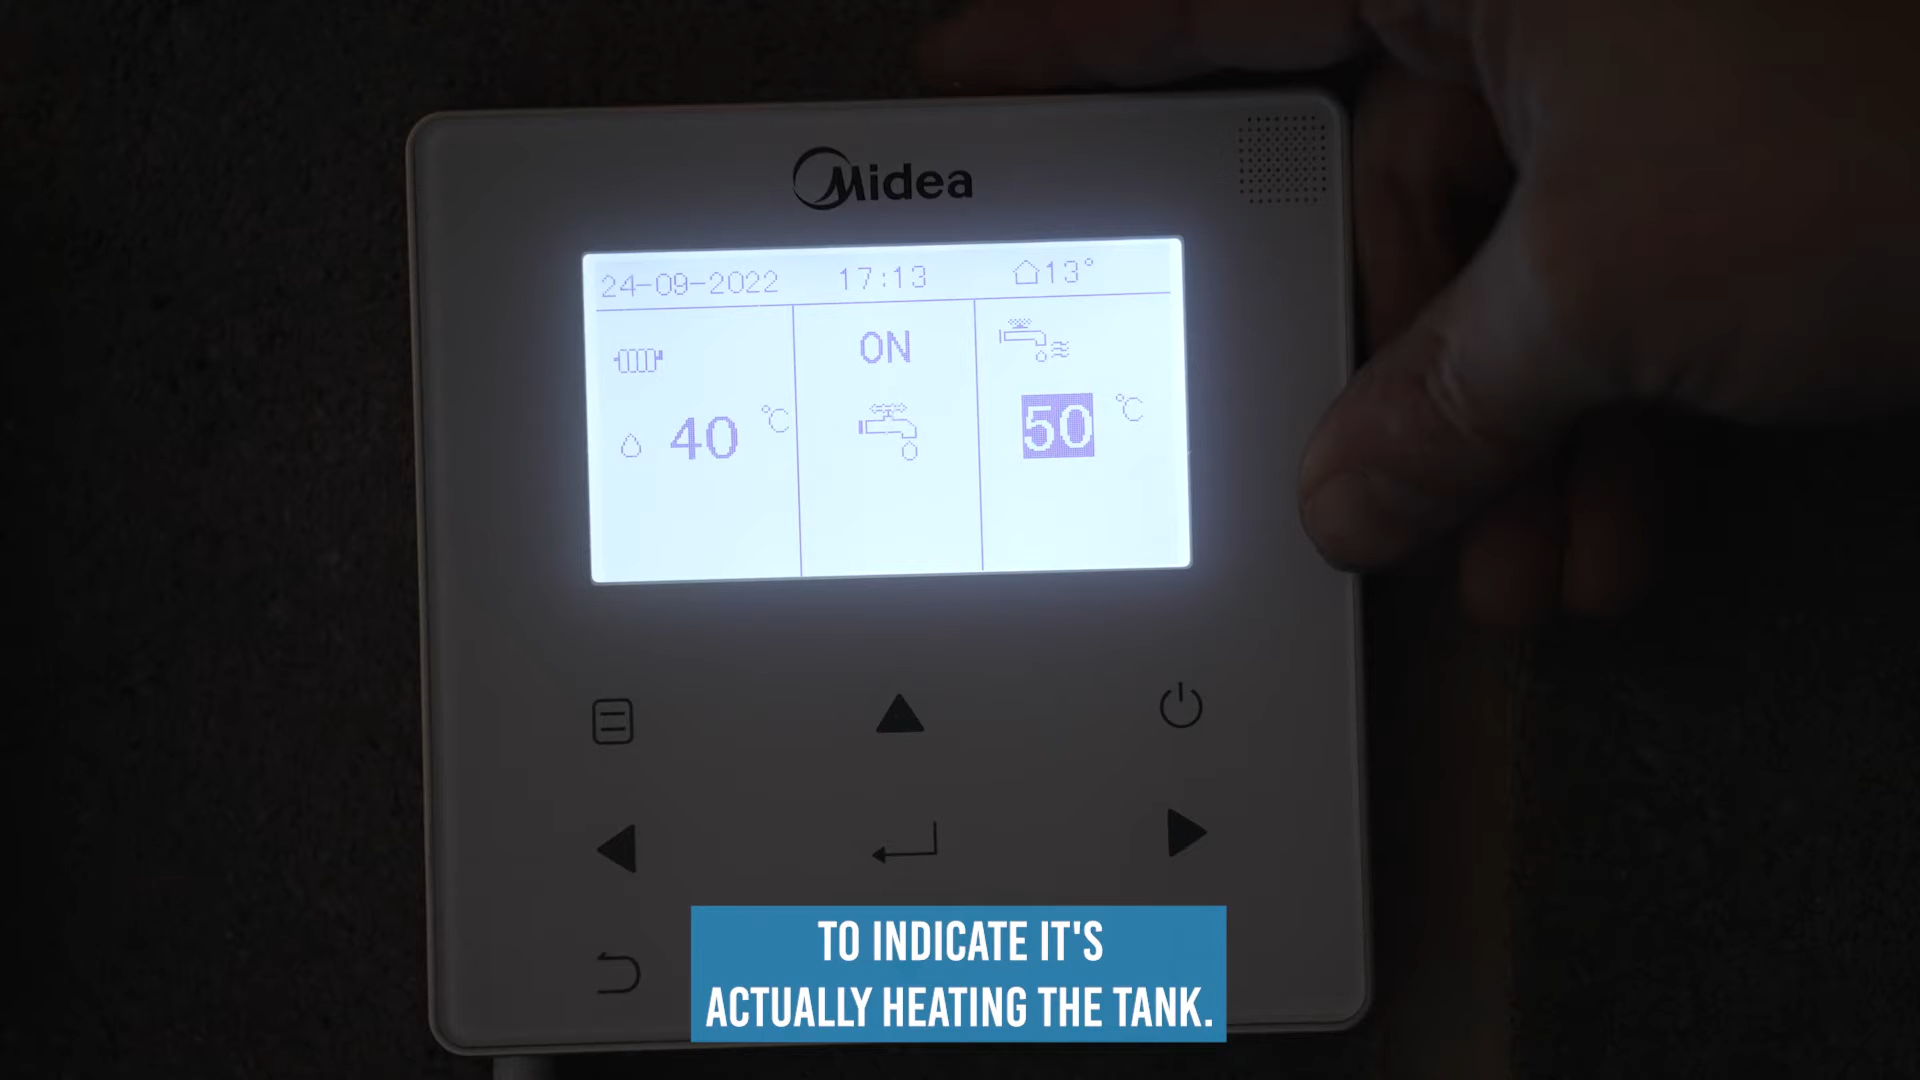 Midea
24-09-2022 17:13 13°
ON
40 °C
50 °C
TO INDICATE IT'S
ACTUALLY HEATING THE TANK.